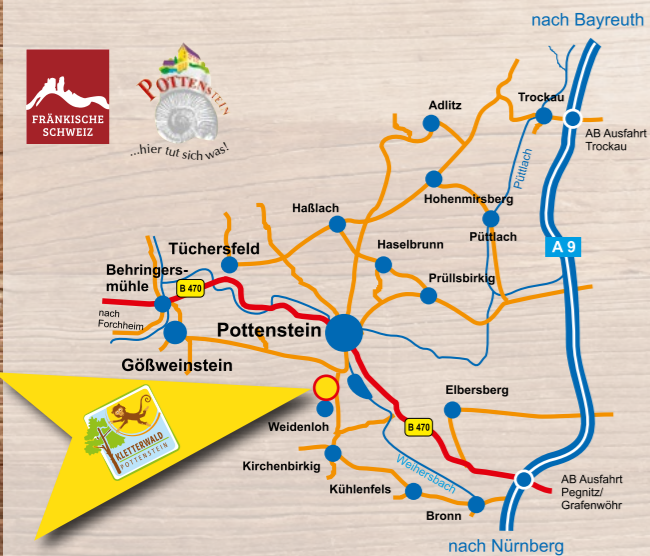 nach Bayreuth
FRÄNKISCHE
SCHWEIZ
POTTENSTEIN
...hier tut sich was!
Trockau
Adlitz
AB Ausfahrt
Trockau
Püttlach
Hohenmirsberg
Haßlach
Püttlach
Tüchersfeld
Haselbrunn
A 9
Behringers-
mühle
B 470
Prüllsbirkig
nach
Forchheim
Pottenstein
Gößweinstein
Elbersberg
KLETTERWALD
POTTENSTEIN
Weidenloh
B 470
Kirchenbirkig
Weihersbach
AB Ausfahrt
Pegnitz/
Grafenwöhr
Kühlenfels
Bronn
nach Nürnberg